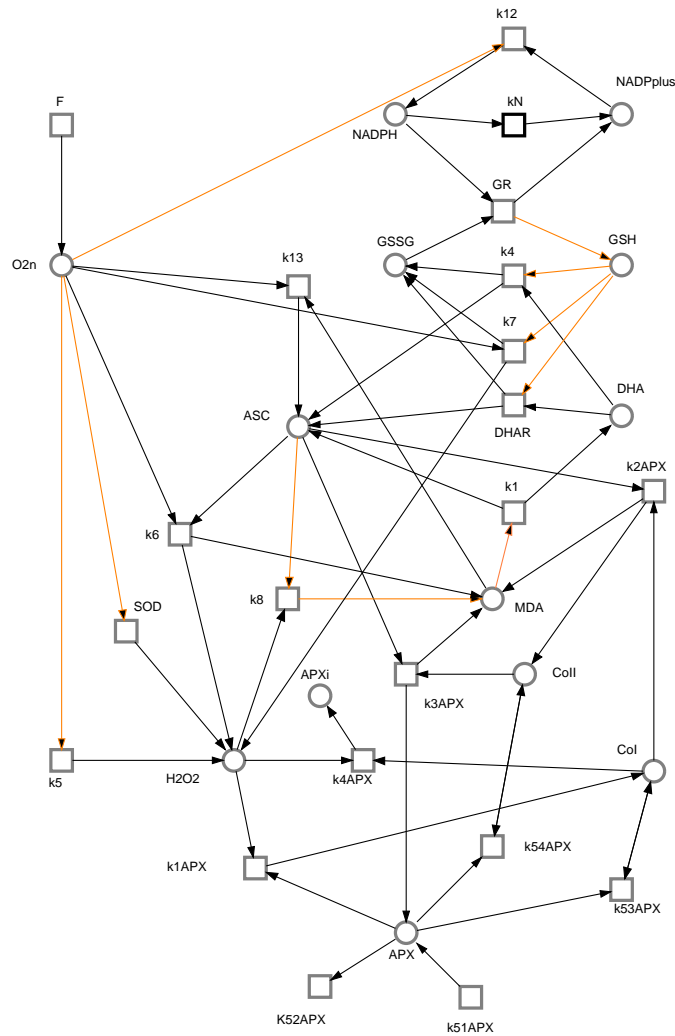 k12
NADPplus
F
kN
NADPH
GR
GSSG
GSH
k13
k4
O2n
k7
DHA
ASC
DHAR
k2APX
k1
k6
k8
MDA
SOD
APXi
CoII
k3APX
CoI
k5
H2O2
k4APX
k54APX
k1APX
k53APX
APX
K52APX
k51APX